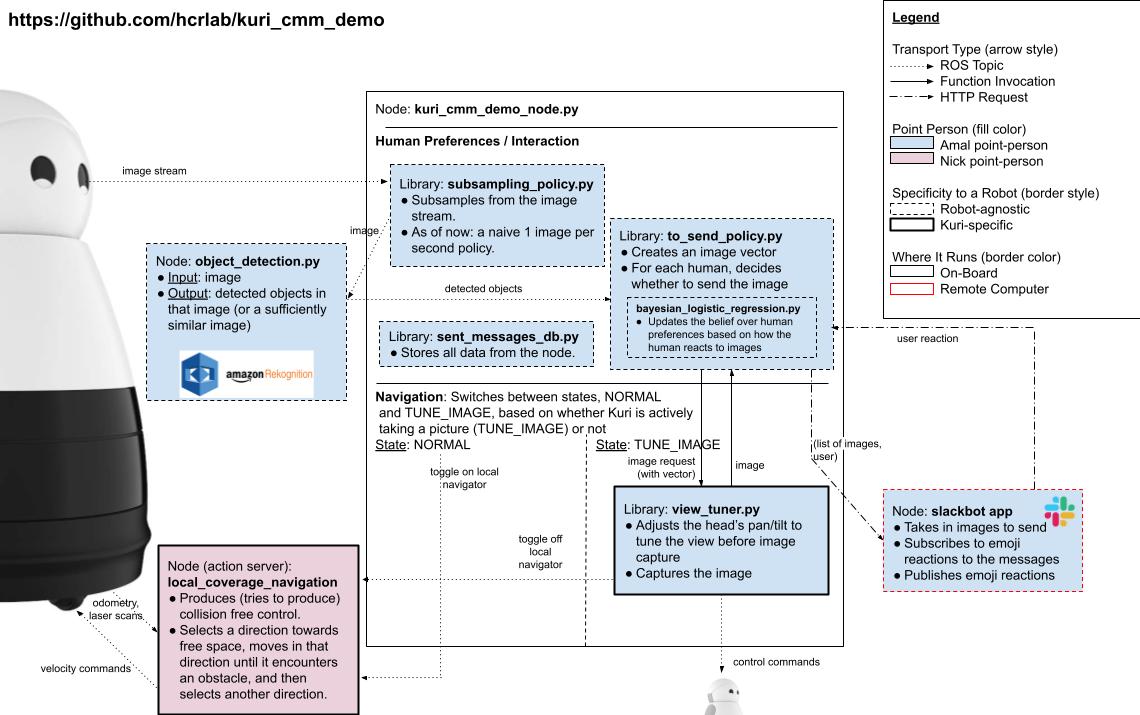 https://github.com/hcrlab/kuri_cmm_demo
Legend
Transport Type (arrow style)
ROS Topic
Function Invocation
HTTP Request
Point Person (fill color)
Amal point-person
Nick point-person
Specificity to a Robot (border style)
Robot-agnostic
Kuri-specific
Where It Runs (border color)
On-Board
Remote Computer
Node: kuri_cmm_demo_node.py
Human Preferences / Interaction
image stream
Library: subsampling_policy.py
● Subsamples from the image
stream.
● As of now: a naive 1 image per
second policy.
image
Node: object_detection.py
● Input: image
● Output: detected objects in
that image (or a sufficiently
similar image)
amazon Rekognition
detected objects
Library: to_send_policy.py
● Creates an image vector
● For each human, decides
whether to send the image
bayesian_logistic_regression.py
● Updates the belief over human
preferences based on how the
human reacts to images
Library: sent_messages_db.py
● Stores all data from the node.
user reaction
Navigation: Switches between states, NORMAL
and TUNE_IMAGE, based on whether Kuri is actively
taking a picture (TUNE_IMAGE) or not
State: NORMAL
State: TUNE_IMAGE
toggle on local
navigator
image request
(with vector)
image
(list of images,
user)
Library: view_tuner.py
● Adjusts the head's pan/tilt to
tune the view before image
capture
● Captures the image
Node: slackbot app
● Takes in images to send
● Subscribes to emoji
reactions to the messages
● Publishes emoji reactions
toggle off
local
navigator
Node (action server):
local_coverage_navigation
● Produces (tries to produce)
collision free control.
● Selects a direction towards
free space, moves in that
direction until it encounters
an obstacle, and then
selects another direction.
odometry,
laser scans
velocity commands
control commands